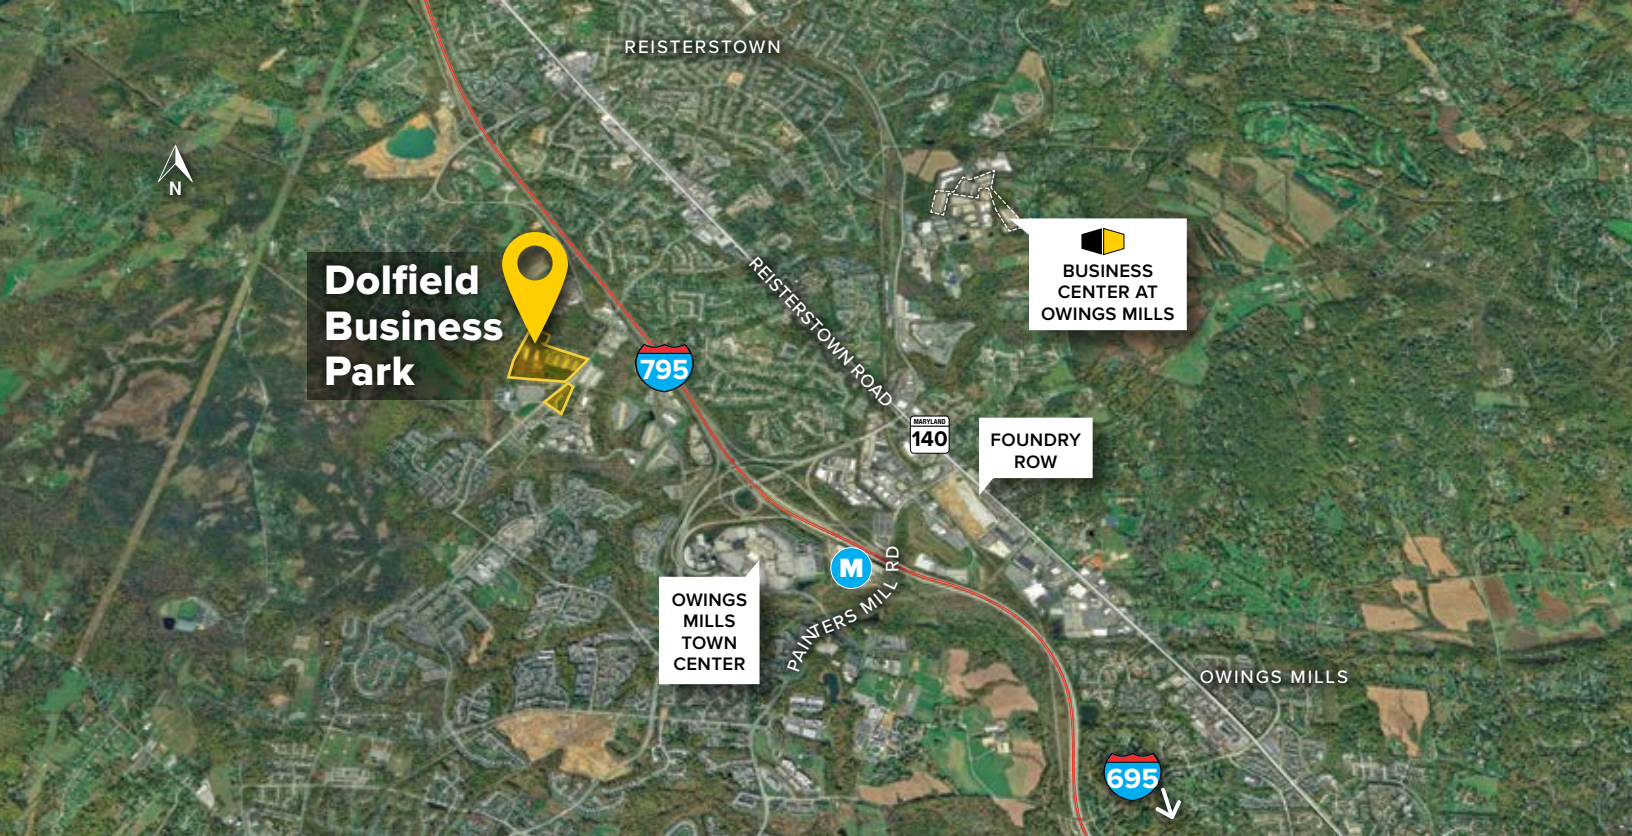 REISTERSTOWN
N
Dolfield
Business
Park
795
REISTERSTOWN ROAD
BUSINESS
CENTER AT
OWINGS MILLS
MARYLAND
140
FOUNDRY
ROW
M
PAINTERS MILL RD
OWINGS
MILLS
TOWN
CENTER
OWINGS MILLS
695